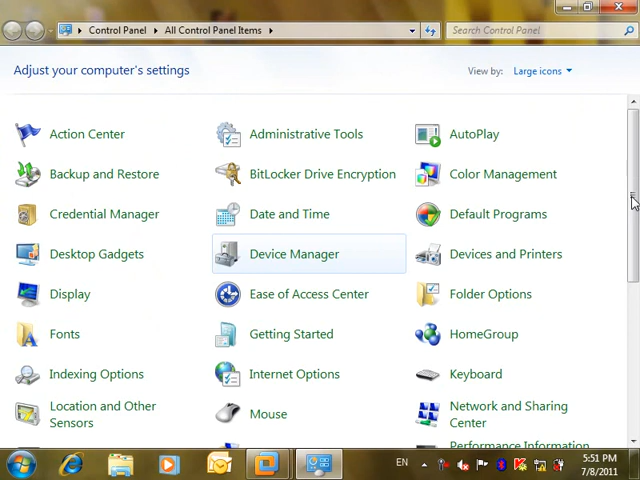 Control Panel
All Control Panel Items
Search Control Panel
Adjust your computer's settings
View by: Large icons
Action Center
Administrative Tools
AutoPlay
Backup and Restore
BitLocker Drive Encryption
Color Management
Credential Manager
Date and Time
Default Programs
Desktop Gadgets
Device Manager
Devices and Printers
Display
Ease of Access Center
Folder Options
Fonts
Getting Started
HomeGroup
Indexing Options
Internet Options
Keyboard
Location and Other
Sensors
Mouse
Network and Sharing
Center
Performance Information
EN
5:51 PM
7/8/2011